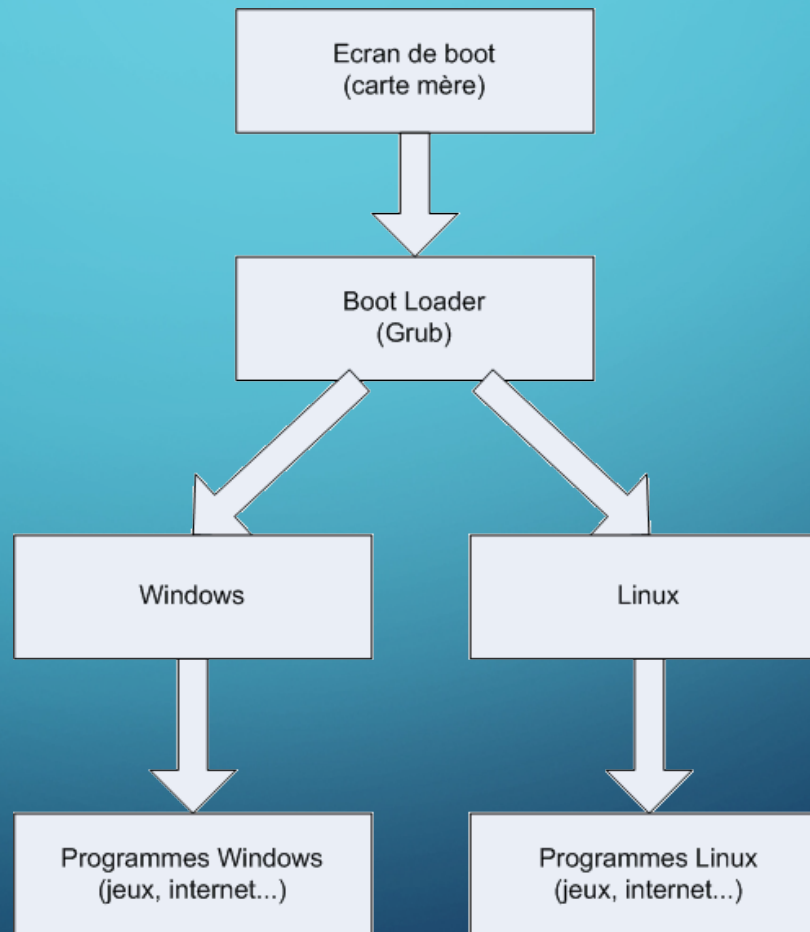 Ecran de boot
(carte mère)
Boot Loader
(Grub)
Windows
Linux
Programmes Windows
(jeux, internet...)
Programmes Linux
(jeux, internet...)